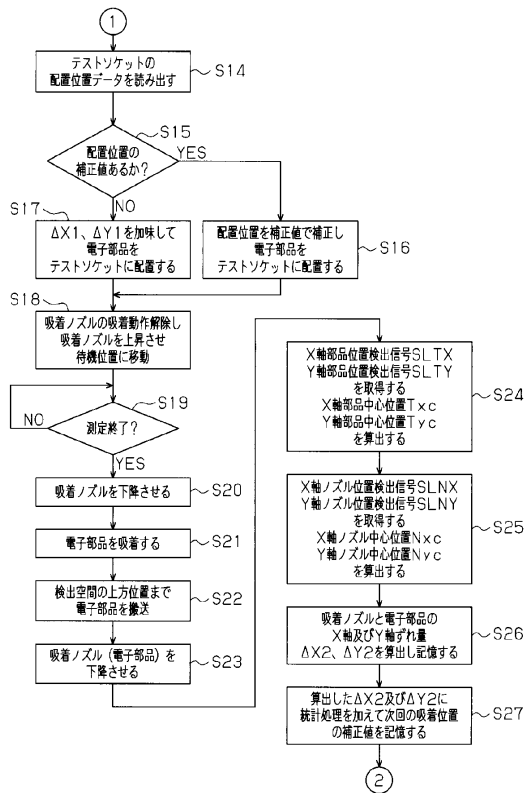 1
テストソケットの
配置位置データを読み出す
S14
S15
配置位置の
補正値あるか?
YES
NO
S17
ΔX1、ΔY1を加味して
電子部品を
テストソケットに配置する
配置位置を補正値で補正し
電子部品を
テストソケットに配置する
S16
S18
吸着ノズルの吸着動作解除し
吸着ノズルを上昇させ
待機位置に移動
S19
測定終了?
NO
YES
吸着ノズルを下降させる
S20
電子部品を吸着する
S21
検出空間の上方位置まで
電子部品を搬送
S22
吸着ノズル(電子部品)を
下降させる
S23
X軸部品位置検出信号SLTX
Y軸部品位置検出信号SLTY
を取得する
X軸部品中心位置Txc
Y軸部品中心位置Tyc
を算出する
S24
X軸ノズル位置検出信号SLNX
Y軸ノズル位置検出信号SLNY
を取得する
X軸ノズル中心位置Nxc
Y軸ノズル中心位置Nyc
を算出する
S25
吸着ノズルと電子部品の
X軸及びY軸ずれ量
ΔX2、ΔY2を算出し記憶する
S26
算出したΔX2及びΔY2に
統計処理を加えて次回の吸着位置
の補正値を記憶する
S27
2